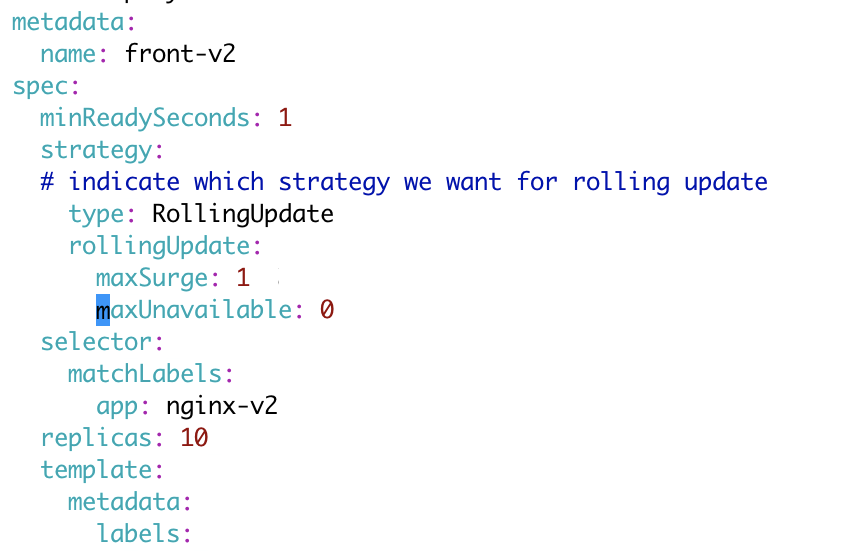 metadata:
  name: front-v2
spec:
  minReadySeconds: 1
  strategy:
  # indicate which strategy we want for rolling update
    type: RollingUpdate
    rollingUpdate:
      maxSurge: 1
      maxUnavailable: 0
  selector:
    matchLabels:
      app: nginx-v2
  replicas: 10
  template:
    metadata:
      labels: